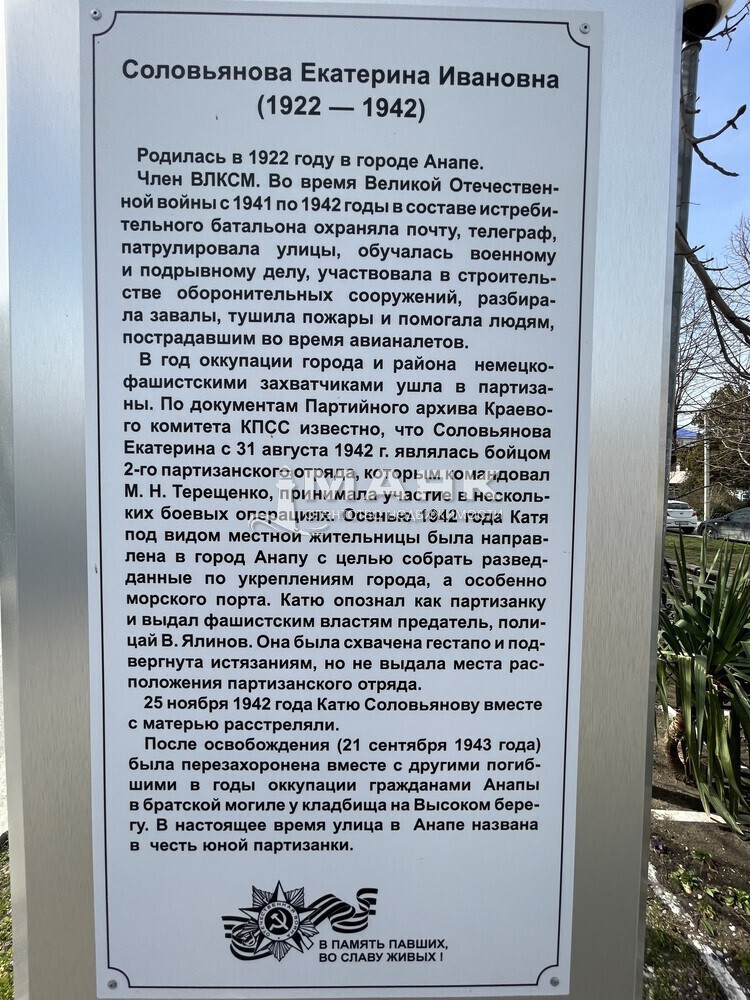 Соловьянова Екатерина Ивановна
(1922 — 1942)
Родилась в 1922 году в городе Анапе.
Член ВЛКСМ. Во время Великой Отечествен-
ной войны с 1941 по 1942 годы в составе истреби-
тельного батальона охраняла почту, телеграф,
патрулировала улицы, обучалась военному
и подрывному делу, участвовала в строитель-
стве оборонительных сооружений, разбира-
ла завалы, тушила пожары и помогала людям,
пострадавшим во время авианалетов.
В год оккупации города и района немецко-
фашистскими захватчиками ушла в партиза-
ны. По документам Партийного архива Краево-
го комитета КПСС известно, что Соловьянова
Екатерина с 31 августа 1942 г. являлась бойцом
2-го партизанского отряда, которым командовал
М. Н. Терещенко, принимала участие в несколь-
ких боевых операциях. Осенью 1942 года Катя
под видом местной жительницы была направ-
лена в город Анапу с целью собрать развед-
данные по укреплениям города, а особенно
морского порта. Катю опознал как партизанку
и выдал фашистским властям предатель, поли-
цай В. Ялинов. Она была схвачена гестапо и под-
вергнута истязаниям, но не выдала места рас-
положения партизанского отряда.
25 ноября 1942 года Катю Соловьянову вместе
с матерью расстреляли.
После освобождения (21 сентября 1943 года)
была перезахоронена вместе с другими погиб-
шими в годы оккупации гражданами Анапы
в братской могиле у кладбища на Высоком бере-
гу. В настоящее время улица в Анапе названа
в честь юной партизанки.
В ПАМЯТЬ ПАВШИХ,
ВО СЛАВУ ЖИВЫХ !
МАЯК
АГЕНТСТВО НЕДВИЖИМОСТИ